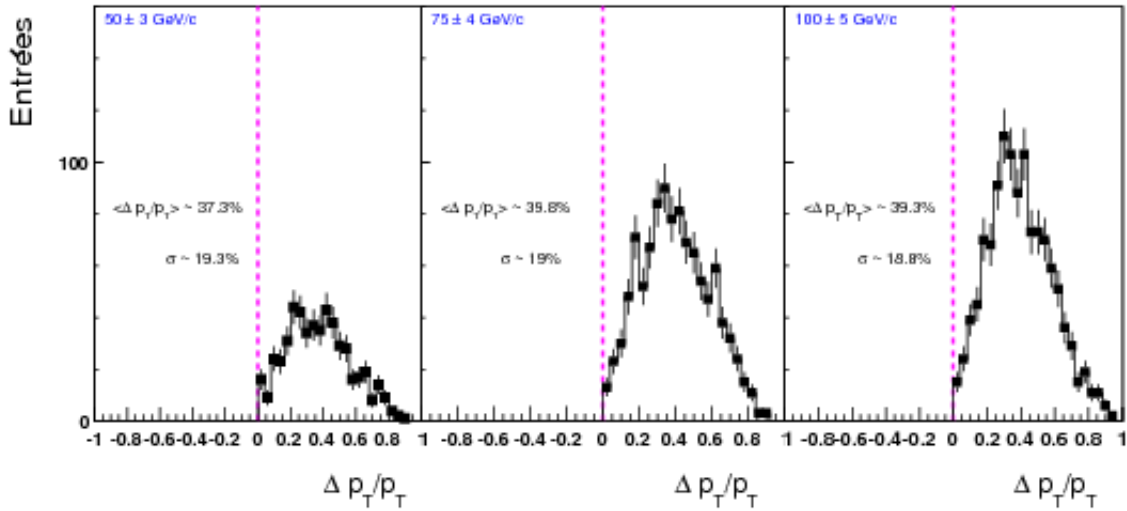 Entrées
50 ± 3 GeV/c
75 ± 4 GeV/c
100 ± 5 GeV/c
100
0
<Δ p_T/p_T> ~ 37.3%
σ ~ 19.3%
<Δ p_T/p_T> ~ 39.8%
σ ~ 19%
<Δ p_T/p_T> ~ 39.3%
σ ~ 18.8%
-1 -0.8 -0.6 -0.4 -0.2 0 0.2 0.4 0.6 0.8 1 -0.8 -0.6 -0.4 -0.2 0 0.2 0.4 0.6 0.8 1 -0.8 -0.6 -0.4 -0.2 0 0.2 0.4 0.6 0.8 1
Δ p_T/p_T
Δ p_T/p_T
Δ p_T/p_T